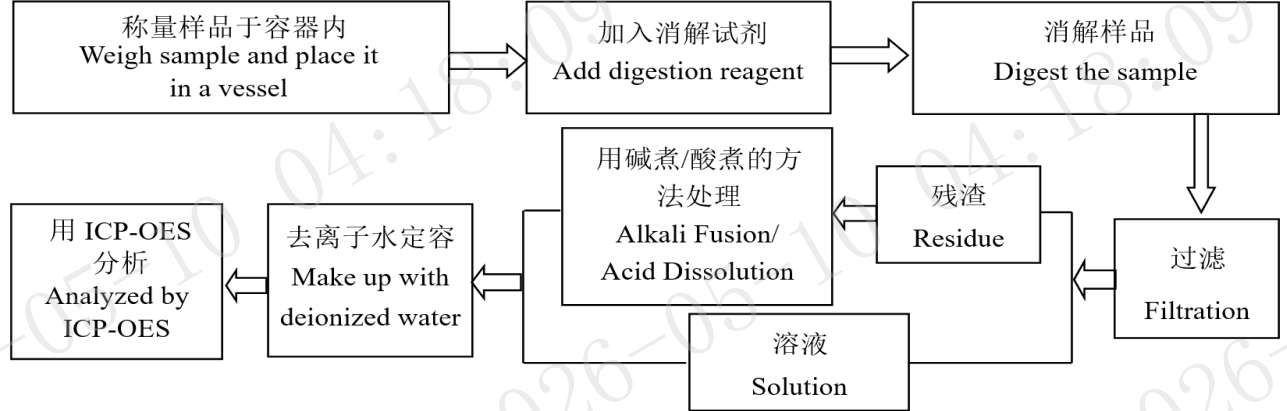 称量样品于容器内
Weigh sample and place it
in a vessel
加入消解试剂
Add digestion reagent
消解样品
Digest the sample
过滤
Filtration
残渣
Residue
用碱煮/酸煮的方
法处理
Alkali Fusion/
Acid Dissolution
溶液
Solution
去离子水定容
Make up with
deionized water
用 ICP-OES
分析
Analyzed by
ICP-OES